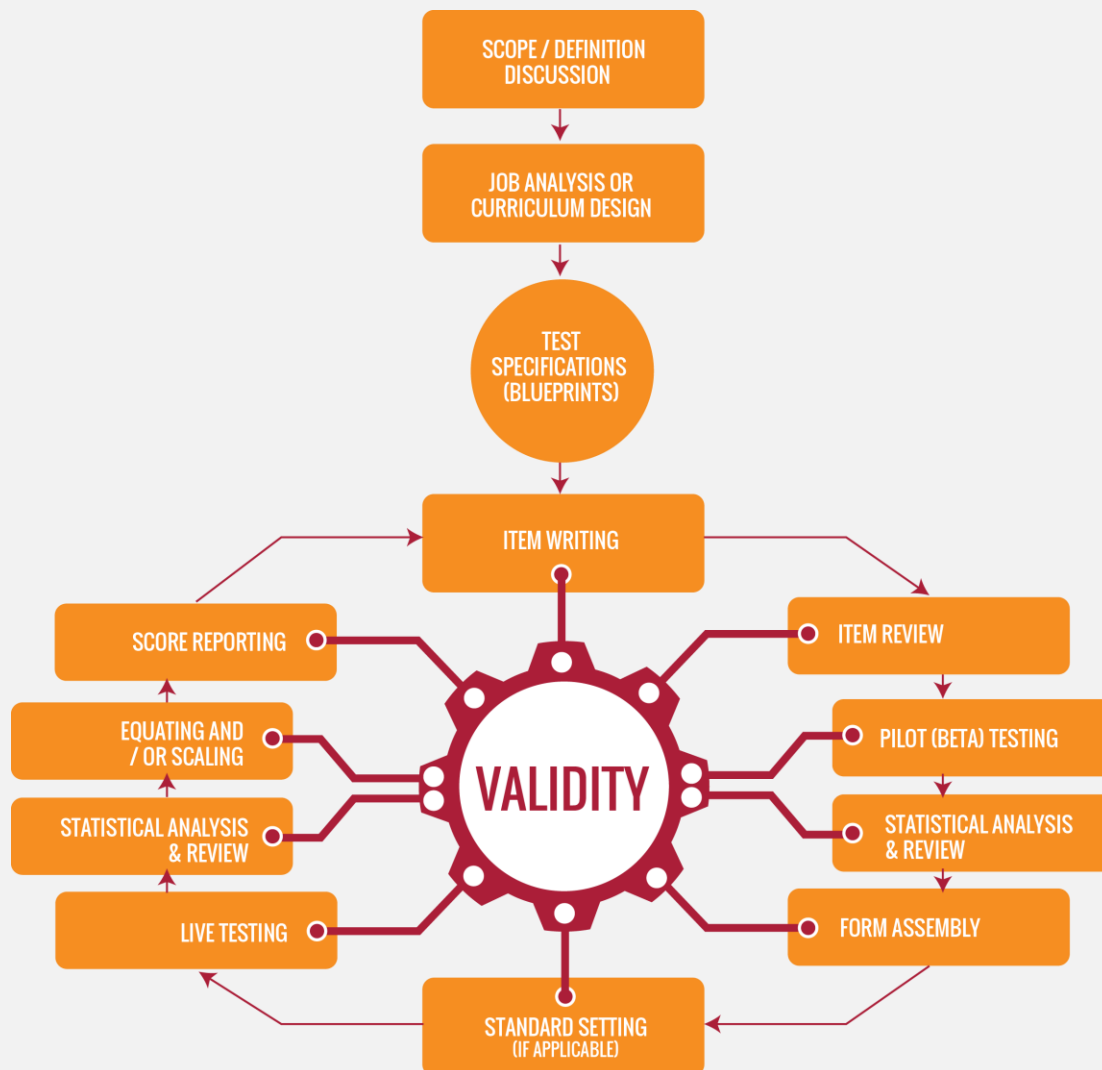 SCOPE / DEFINITION
DISCUSSION
JOB ANALYSIS OR
CURRICULUM DESIGN
TEST
SPECIFICATIONS
(BLUEPRINTS)
ITEM WRITING
ITEM REVIEW
PILOT (BETA) TESTING
STATISTICAL ANALYSIS
& REVIEW
FORM ASSEMBLY
STANDARD SETTING
(IF APPLICABLE)
LIVE TESTING
STATISTICAL ANALYSIS
& REVIEW
EQUATING AND
/ OR SCALING
SCORE REPORTING
VALIDITY